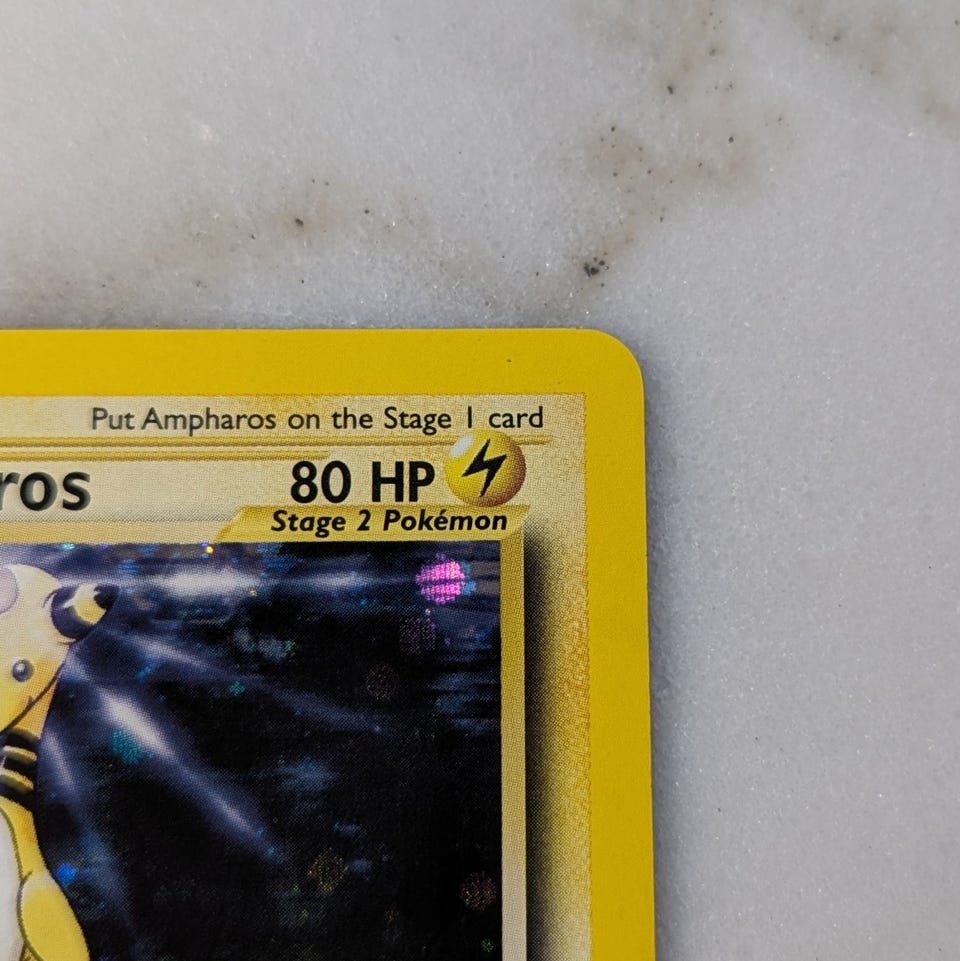 Put Ampharos on the Stage 1 card
ros 80 HP
Stage 2 Pokémon